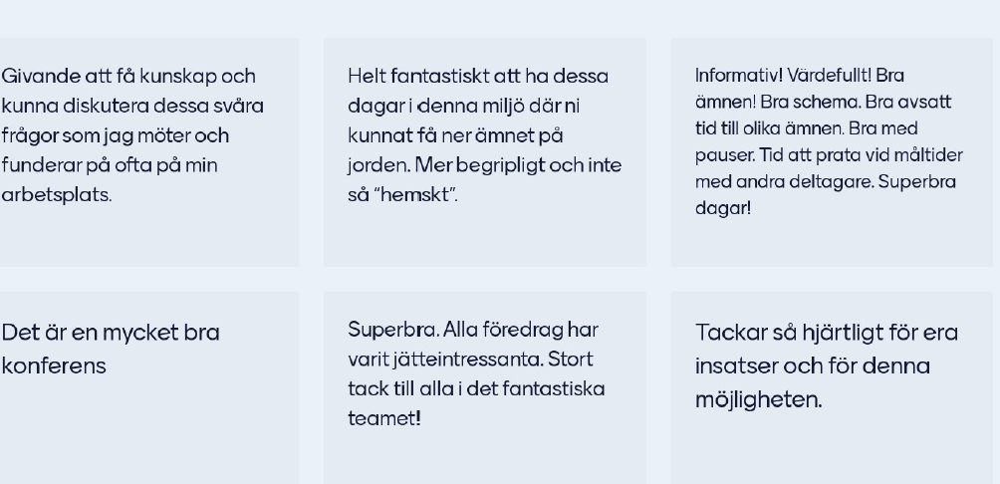 Givande att få kunskap och
kunna diskutera dessa svåra
frågor som jag möter och
funderar på ofta på min
arbetsplats.
Helt fantastiskt att ha dessa
dagar i denna miljö där ni
kunnat få ner ämnet på
jorden. Mer begripligt och inte
så "hemskt".
Informativ! Värdefullt! Bra
ämnen! Bra schema. Bra avsatt
tid till olika ämnen. Bra med
pauser. Tid att prata vid måltider
med andra deltagare. Superbra
dagar!
Det är en mycket bra
konferens
Superbra. Alla föredrag har
varit jätteintressanta. Stort
tack till alla i det fantastiska
teamet!
Tackar så hjärtligt för era
insatser och för denna
möjligheten.